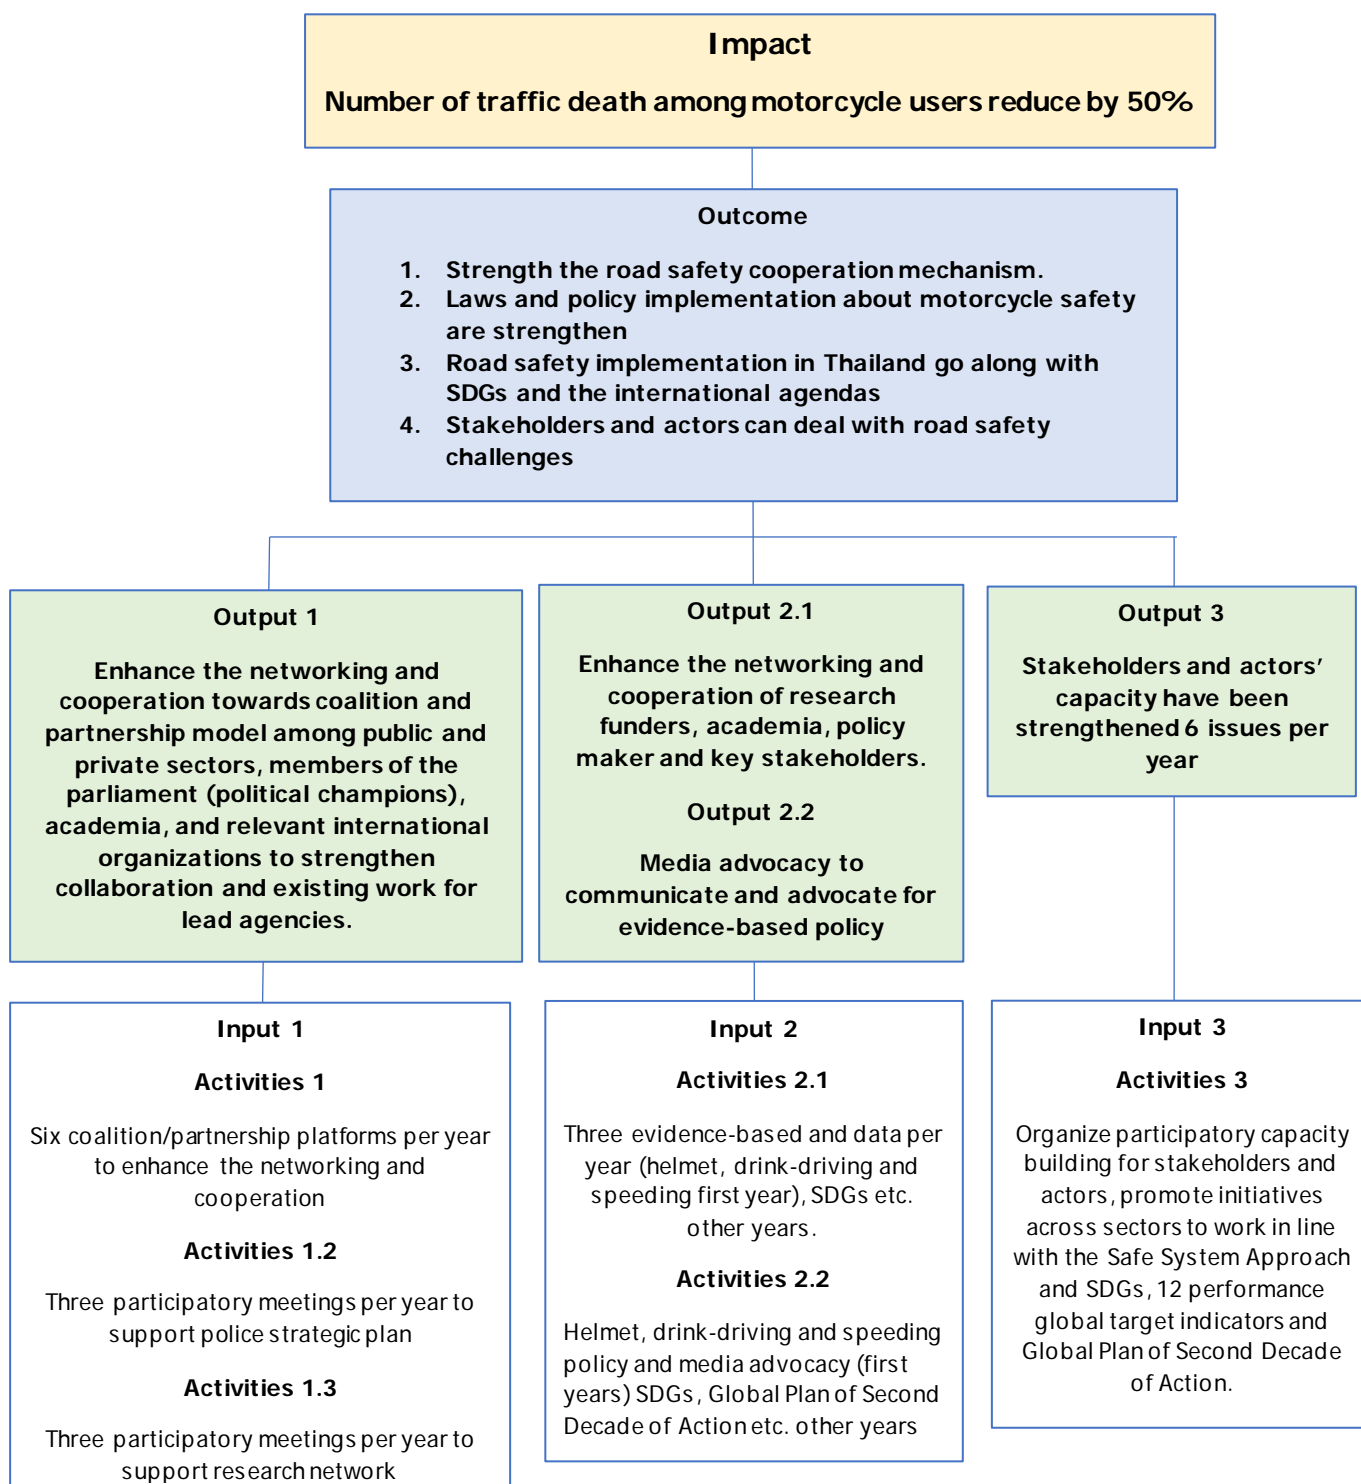 Impact
Number of traffic death among motorcycle users reduce by 50%
Outcome
1. Strength the road safety cooperation mechanism.
2. Laws and policy implementation about motorcycle safety
are strengthen
3. Road safety implementation in Thailand go along with
SDGs and the international agendas
4. Stakeholders and actors can deal with road safety
challenges
Output 1
Enhance the networking and
cooperation towards coalition and
partnership model among public and
private sectors, members of the
parliament (political champions),
academia, and relevant international
organizations to strengthen
collaboration and existing work for
lead agencies.
Output 2.1
Enhance the networking and
cooperation of research
funders, academia, policy
maker and key stakeholders.
Output 2.2
Media advocacy to
communicate and advocate for
evidence-based policy
Output 3
Stakeholders and actors’
capacity have been
strengthened 6 issues per
year
Input 1
Activities 1
Six coalition/partnership platforms per year
to enhance the networking and
cooperation
Activities 1.2
Three participatory meetings per year to
support police strategic plan
Activities 1.3
Three participatory meetings per year to
support research network
Input 2
Activities 2.1
Three evidence-based and data per
year (helmet, drink-driving and
speeding first year), SDGs etc.
other years.
Activities 2.2
Helmet, drink-driving and speeding
policy and media advocacy (first
years) SDGs, Global Plan of Second
Decade of Action etc. other years
Input 3
Activities 3
Organize participatory capacity
building for stakeholders and
actors, promote initiatives
across sectors to work in line
with the Safe System Approach
and SDGs, 12 performance
global target indicators and
Global Plan of Second Decade
of Action.